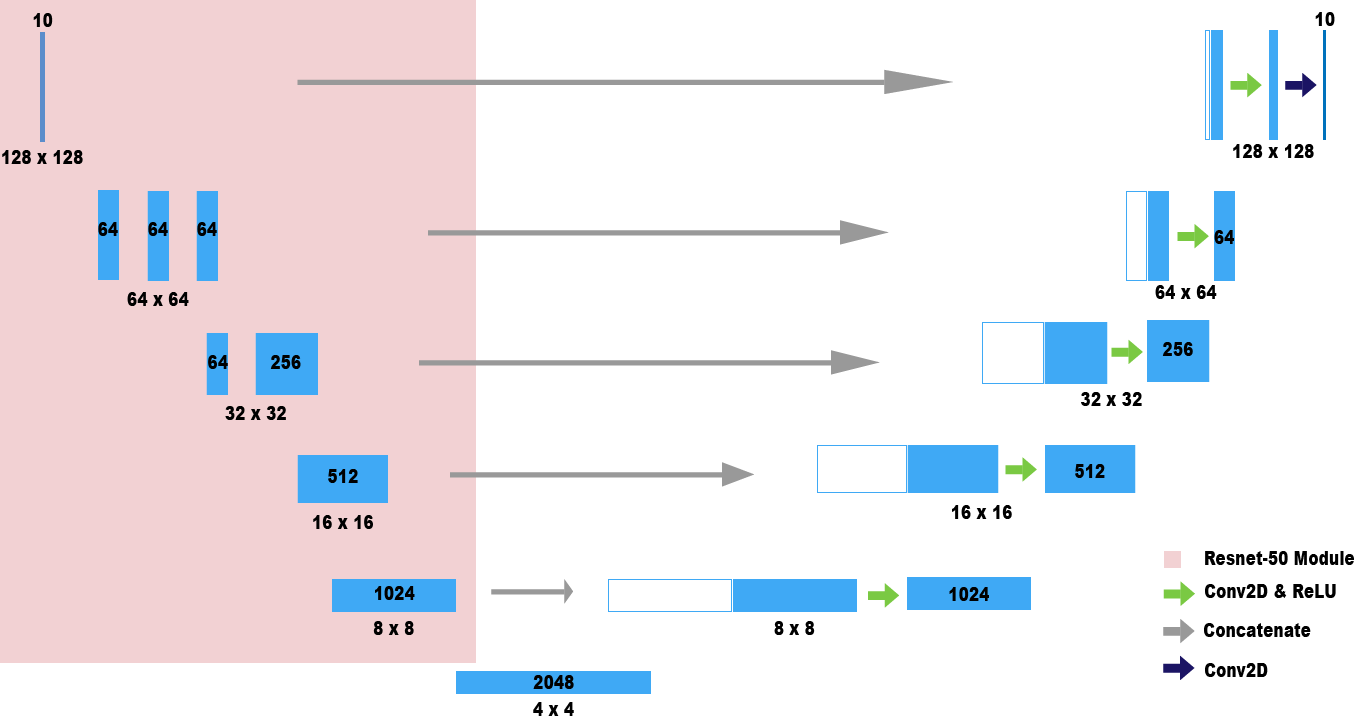 10
10
128 x 128
128 x 128
64
64
64
64
64 x 64
64 x 64
64
256
256
32 x 32
32 x 32
512
512
16 x 16
16 x 16
Resnet-50 Module
1024
1024
Conv2D & ReLU
8 x 8
8 x 8
Concatenate
2048
Conv2D
4 x 4